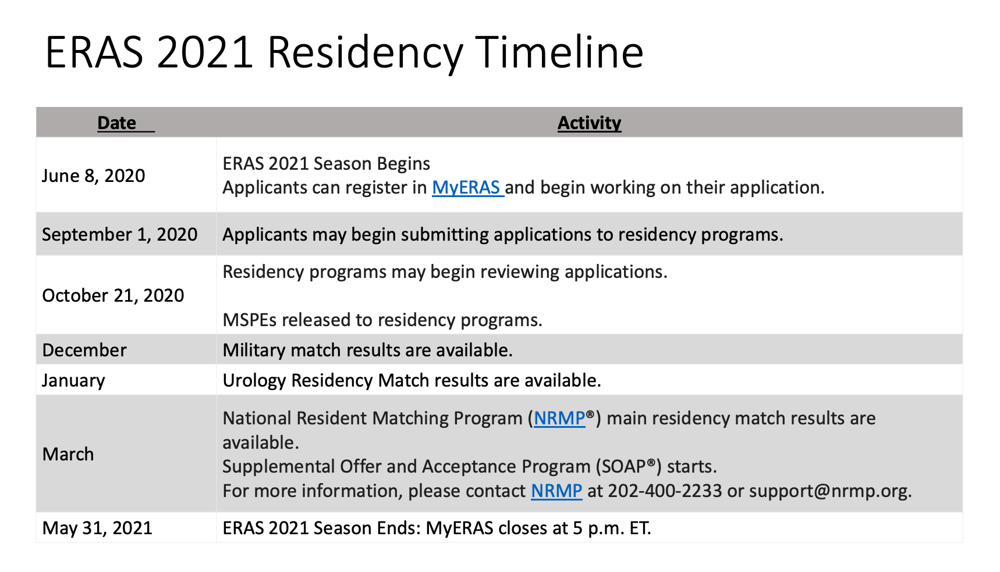 ERAS 2021 Residency Timeline
Date
Activity
June 8, 2020
ERAS 2021 Season Begins
Applicants can register in MyERAS and begin working on their application.
September 1, 2020
Applicants may begin submitting applications to residency programs.
October 21, 2020
Residency programs may begin reviewing applications.
MSPEs released to residency programs.
December
Military match results are available.
January
Urology Residency Match results are available.
March
National Resident Matching Program (NRMP®) main residency match results are
available.
Supplemental Offer and Acceptance Program (SOAP®) starts.
For more information, please contact NRMP at 202-400-2233 or support@nrmp.org.
May 31, 2021
ERAS 2021 Season Ends: MyERAS closes at 5 p.m. ET.